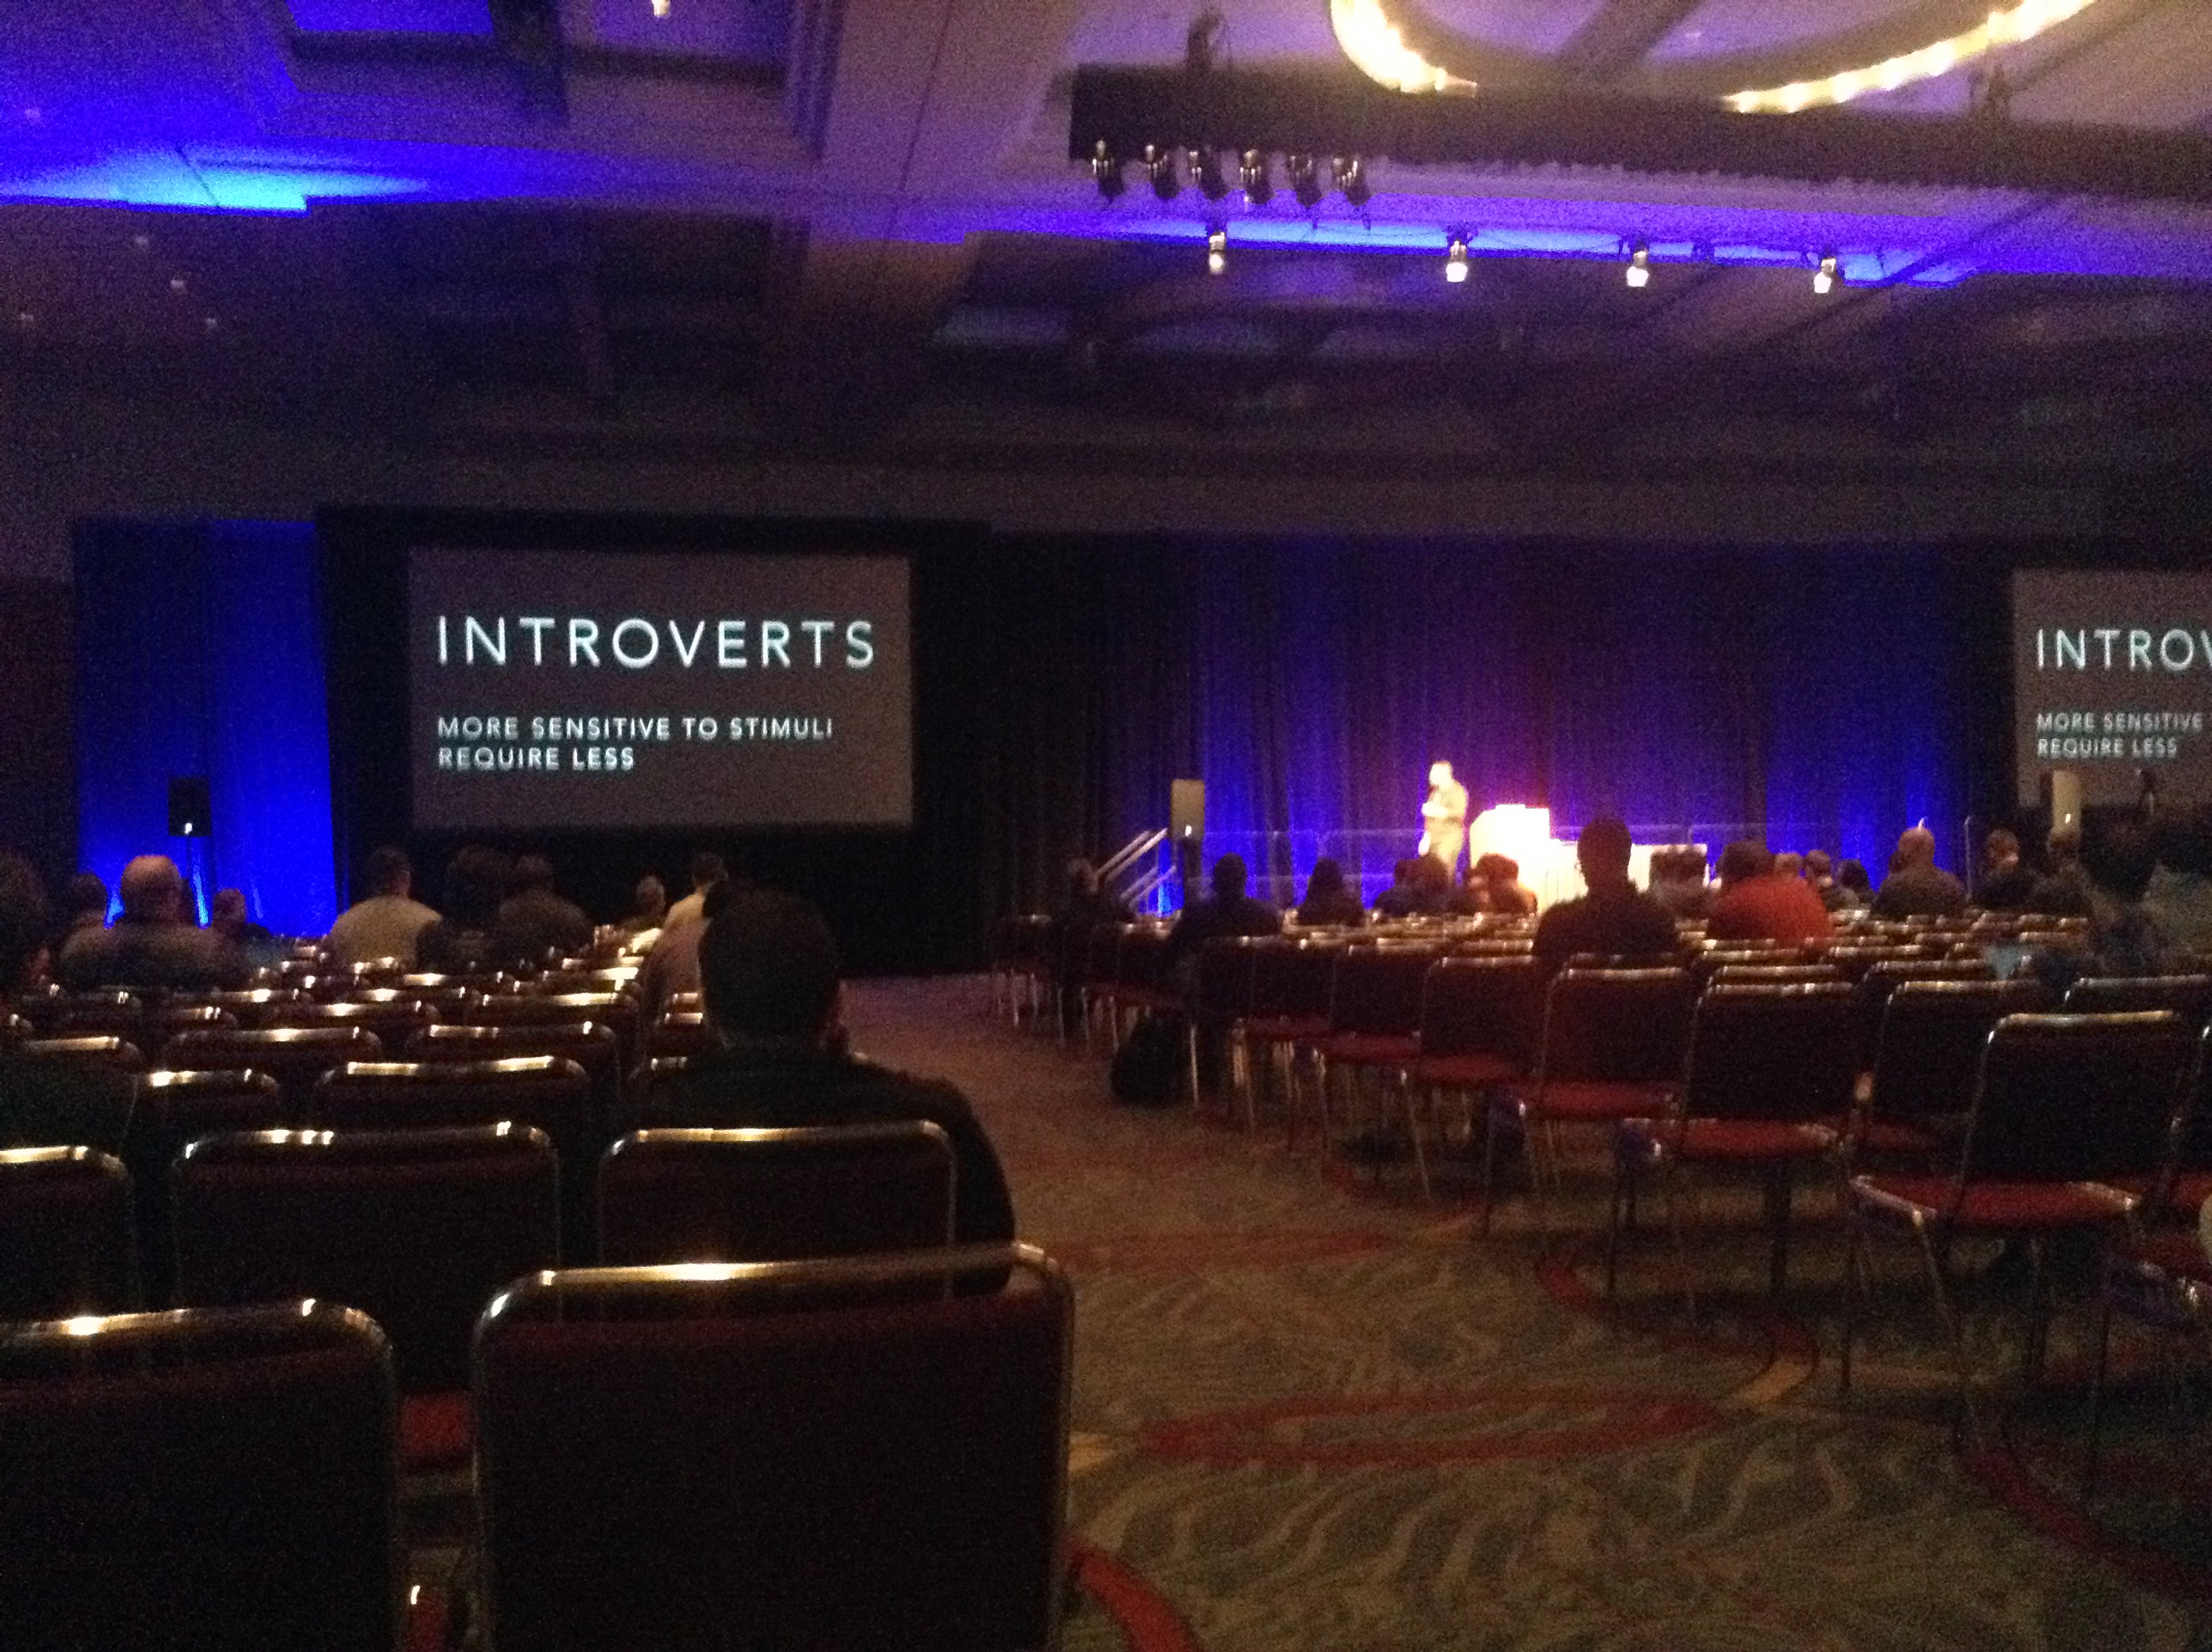 INTROVERTS
MORE SENSITIVE TO STIMULI
REQUIRE LESS
INTROV
MORE SENSITIVE
REQUIRE LESS